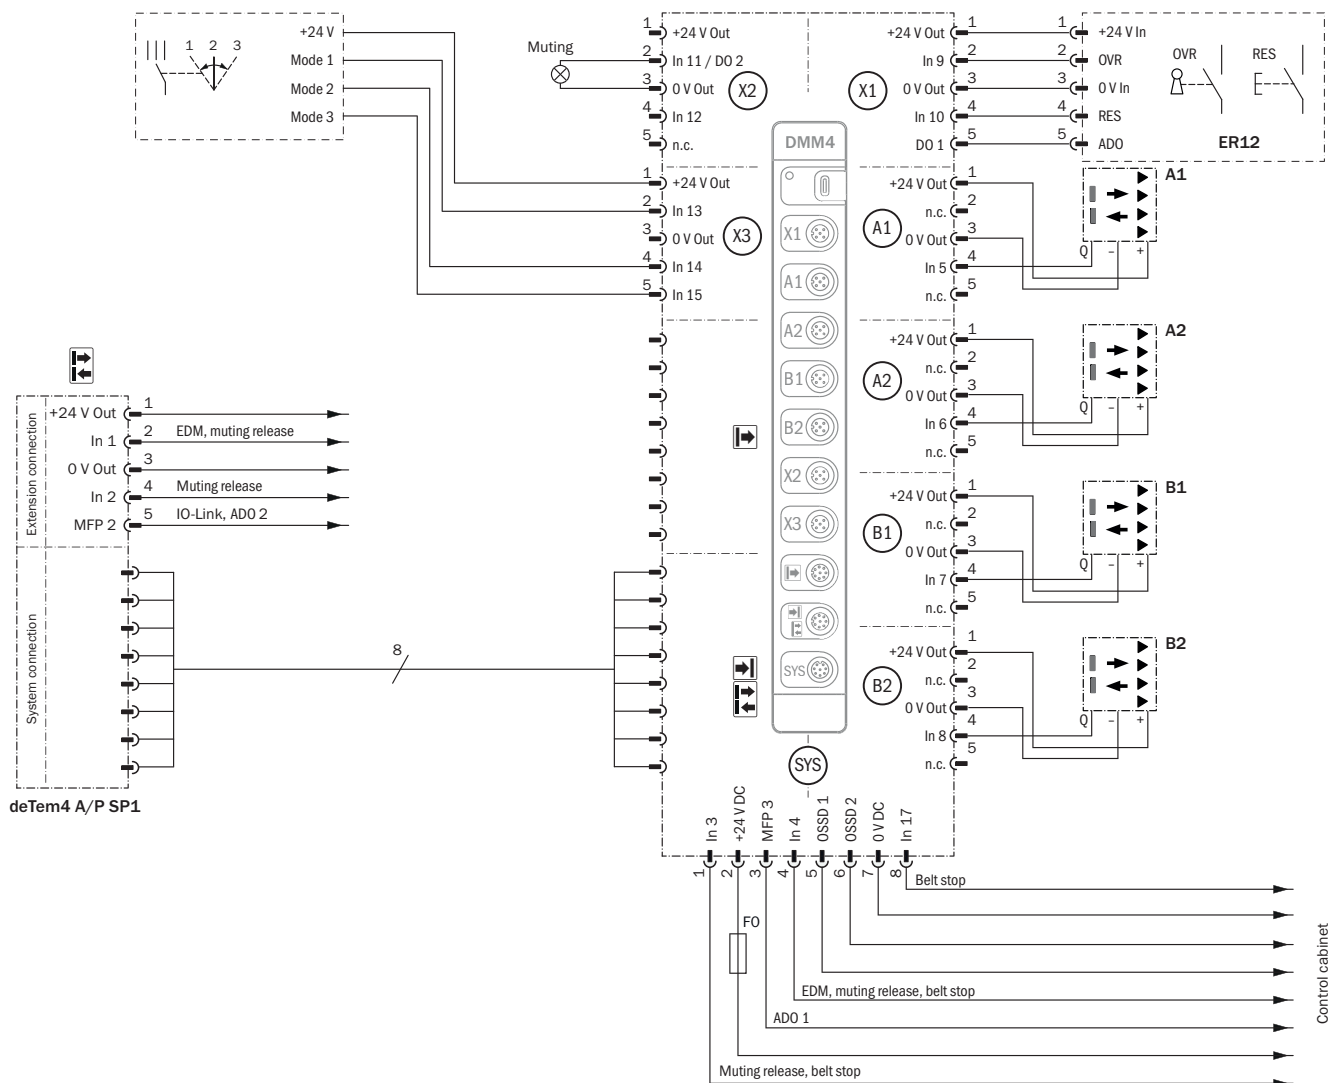 1 2 3
+24 V
Mode 1
Mode 2
Mode 3
Muting
1 +24 V Out
2 In 11 / DO 2
3 0 V Out
4 In 12
5 n.c.
X2
X1
+24 V Out 1
In 9 2
0 V Out 3
In 10 4
DO 1 5
1 +24 V In
2 OVR
3 0 V In
4 RES
5 ADO
OVR RES
ER12
DMM4
X1
A1
A2
B1
B2
X2
X3
SYS
1 +24 V Out
2 In 13
3 0 V Out
4 In 14
5 In 15
X3
A1
+24 V Out 1
n.c. 2
0 V Out 3
In 5 4
n.c. 5
A1
Q – +
A2
+24 V Out 1
n.c. 2
0 V Out 3
In 6 4
n.c. 5
A2
Q – +
B1
+24 V Out 1
n.c. 2
0 V Out 3
In 7 4
n.c. 5
B1
Q – +
B2
+24 V Out 1
n.c. 2
0 V Out 3
In 8 4
n.c. 5
B2
Q – +
Extension connection
+24 V Out 1
In 1 2 EDM, muting release
0 V Out 3
In 2 4 Muting release
MFP 2 5 IO-Link, ADO 2
System connection
8
deTem4 A/P SP1
SYS
In 3
+24 V DC
MFP 3
In 4
OSSD 1
OSSD 2
0 V DC
In 17
1 2 3 4 5 6 7 8
Belt stop
F0
EDM, muting release, belt stop
ADO 1
Muting release, belt stop
Control cabinet